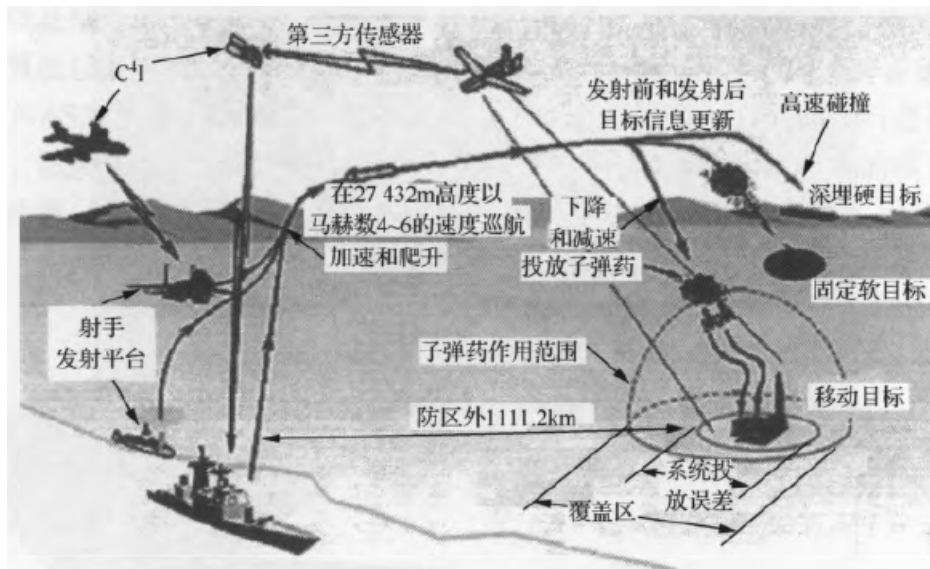 第三方传感器
C⁴I
发射前和发射后
目标信息更新
高速碰撞
深埋硬目标
在27 432m高度以
马赫数4~6的速度巡航
加速和爬升
下降
和减速
投放子弹药
固定软目标
射手
发射平台
子弹药作用范围
移动目标
防区外1111.2km
系统投
放误差
覆盖区